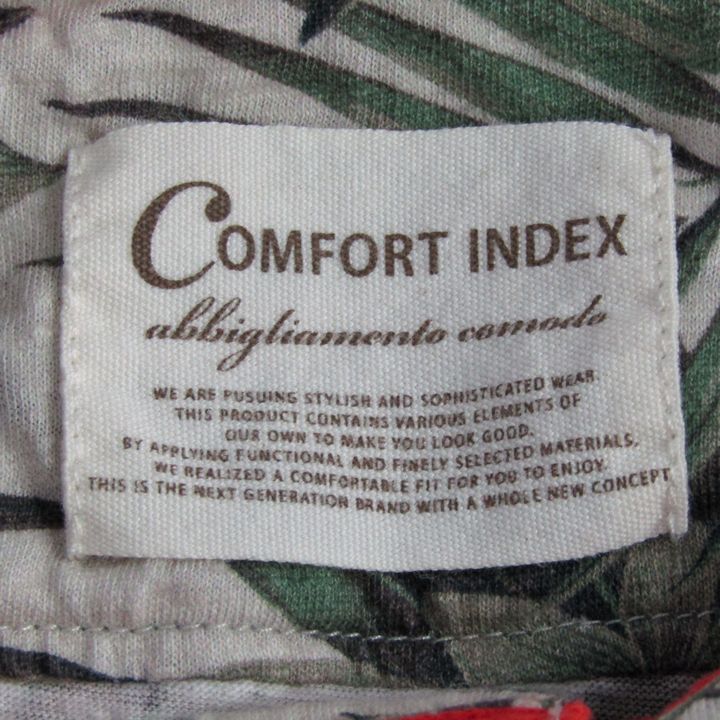 COMFORT INDEX
abbigliamento comodo
WE ARE PUSUING STYLISH AND SOPHISTICATED WEAR.
THIS PRODUCT CONTAINS VARIOUS ELEMENTS OF
OUR OWN TO MAKE YOU LOOK GOOD.
BY APPLYING FUNCTIONAL AND FINELY SELECTED MATERIALS,
WE REALIZED A COMFORTABLE FIT FOR YOU TO ENJOY.
THIS IS THE NEXT GENERATION BRAND WITH A WHOLE NEW CONCEPT